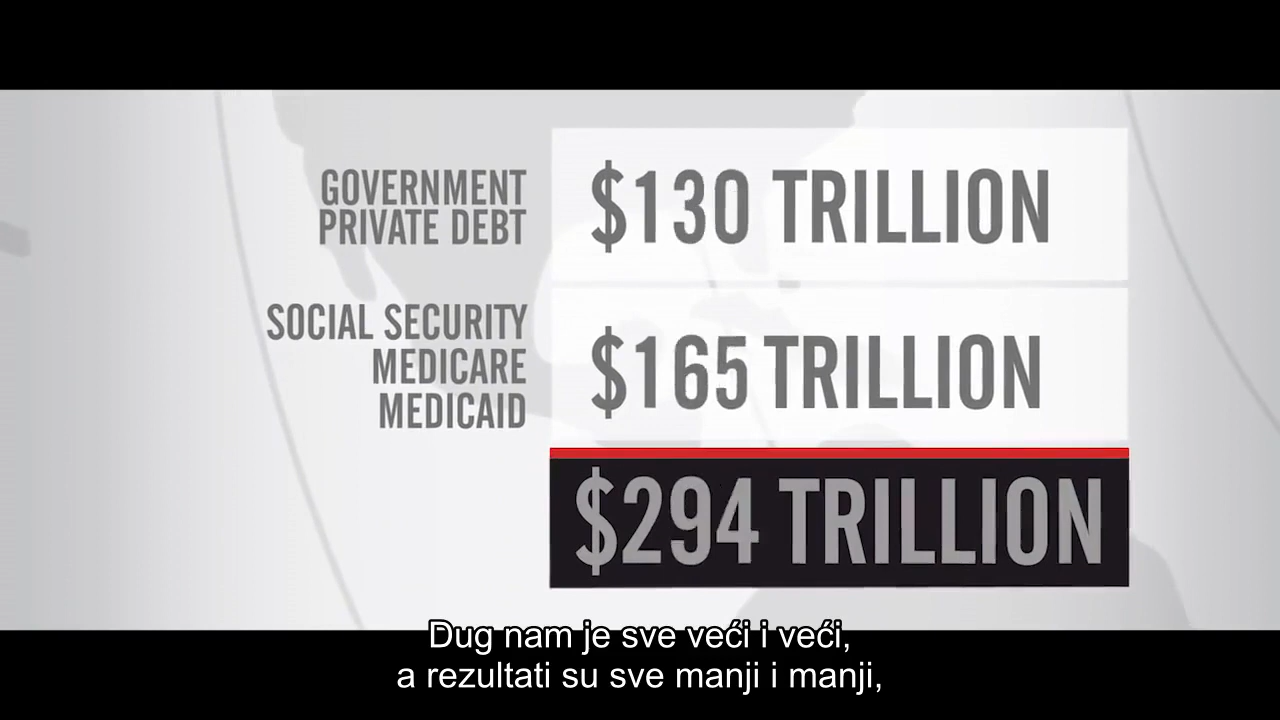 GOVERNMENT
PRIVATE DEBT
$130 TRILLION
SOCIAL SECURITY
MEDICARE
MEDICAID
$165 TRILLION
$294 TRILLION
Dug nam je sve veći i veći,
a rezultati su sve manji i manji,